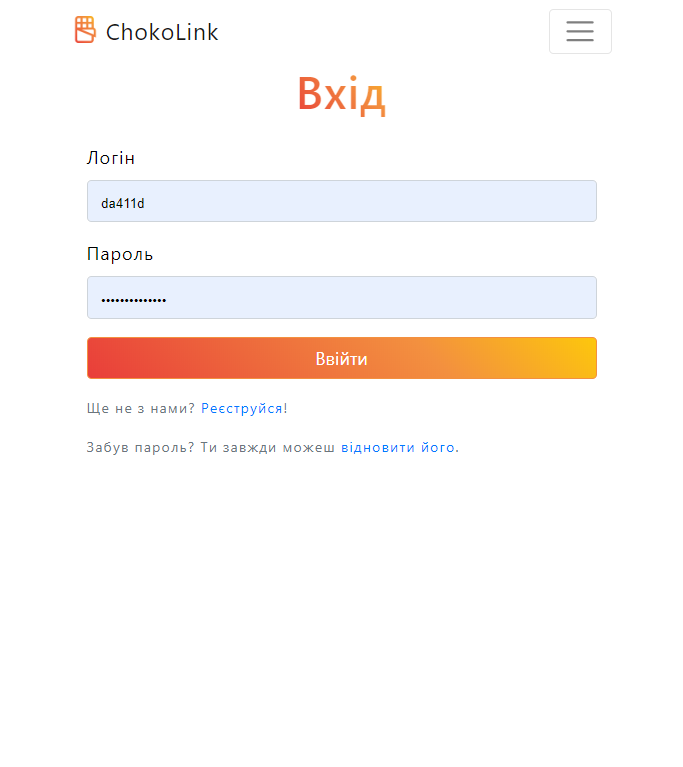 ChokoLink
Вхід
Логін
da411d
Пароль
••••••••••••••
Ввійти
Ще не з нами? Реєструйся!
Забув пароль? Ти завжди можеш відновити його.